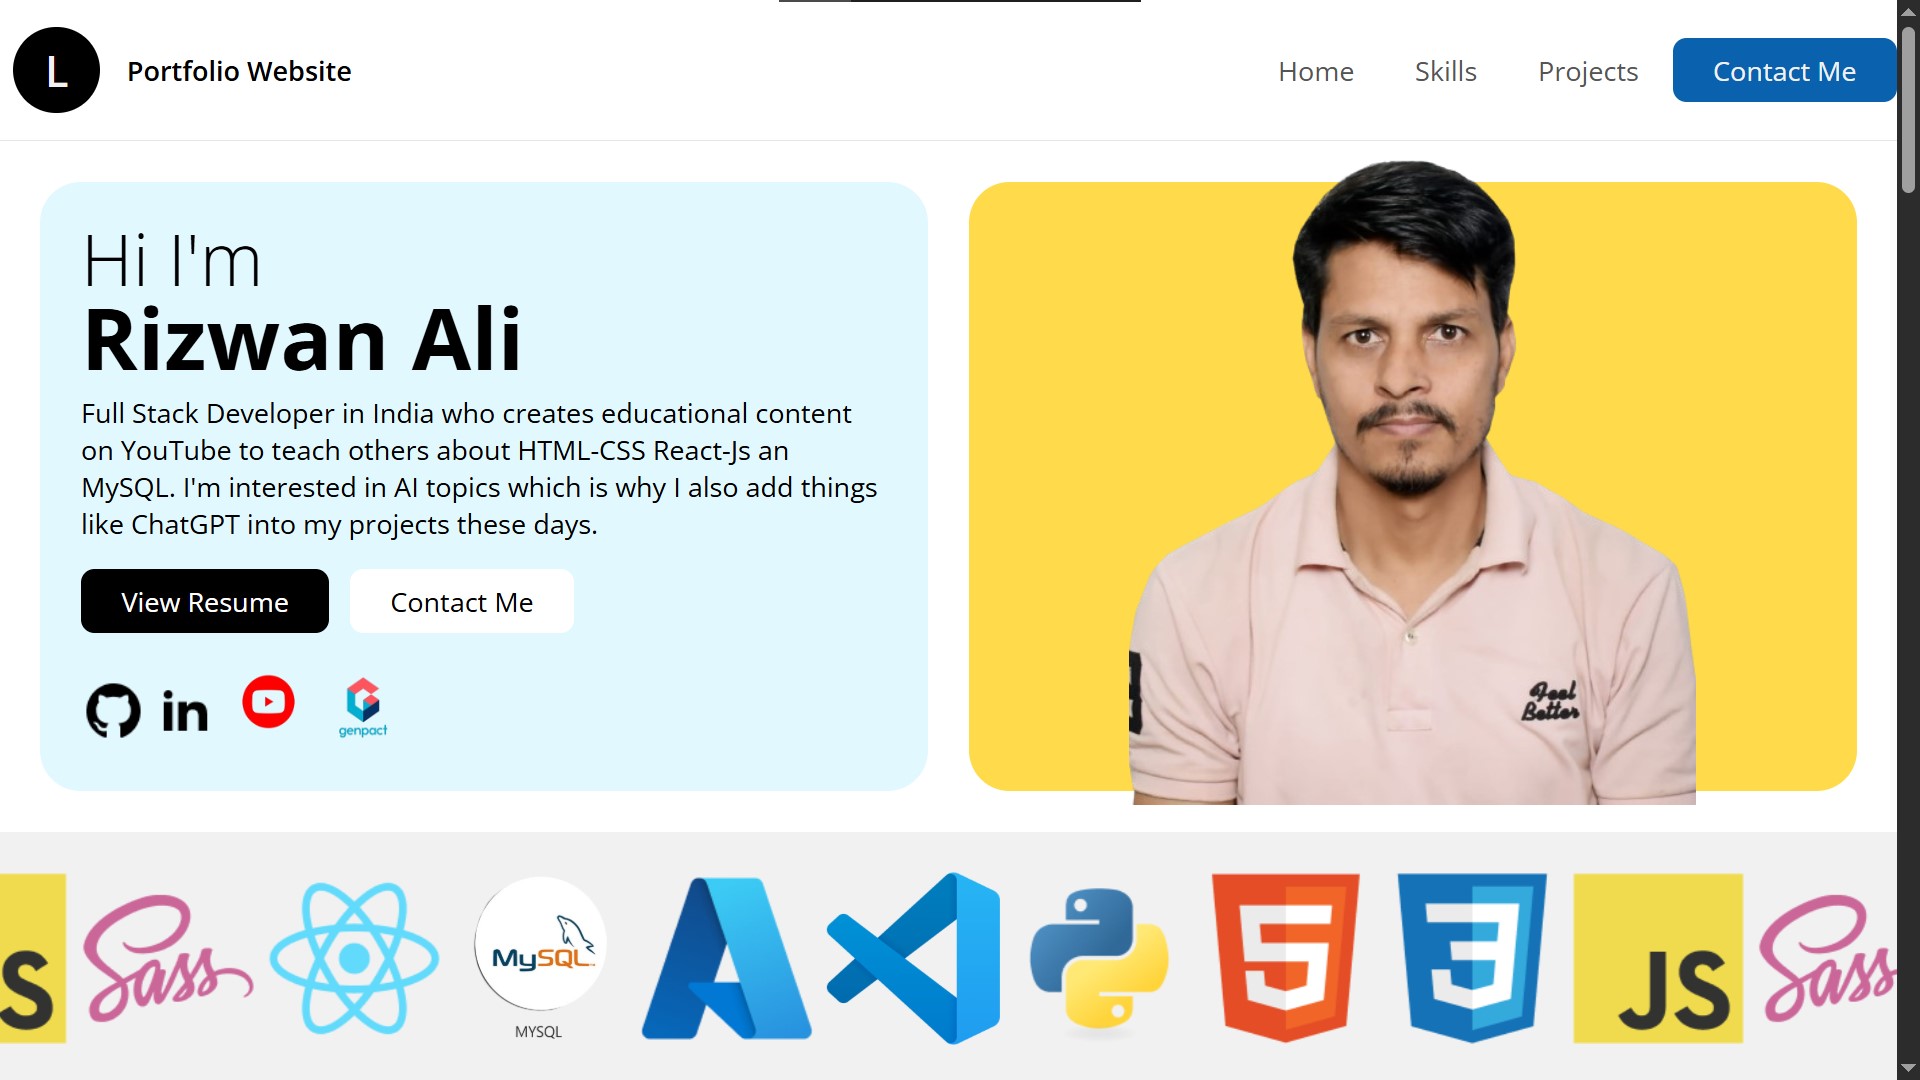 L
Portfolio Website
Home
Skills
Projects
Contact Me
Hi I'm
Rizwan Ali
Full Stack Developer in India who creates educational content
on YouTube to teach others about HTML-CSS React-Js an
MySQL. I'm interested in AI topics which is why I also add things
like ChatGPT into my projects these days.
View Resume
Contact Me
in
genpact
Feel
Better
S
Sass
MySQL
MYSQL
5
3
JS
Sass